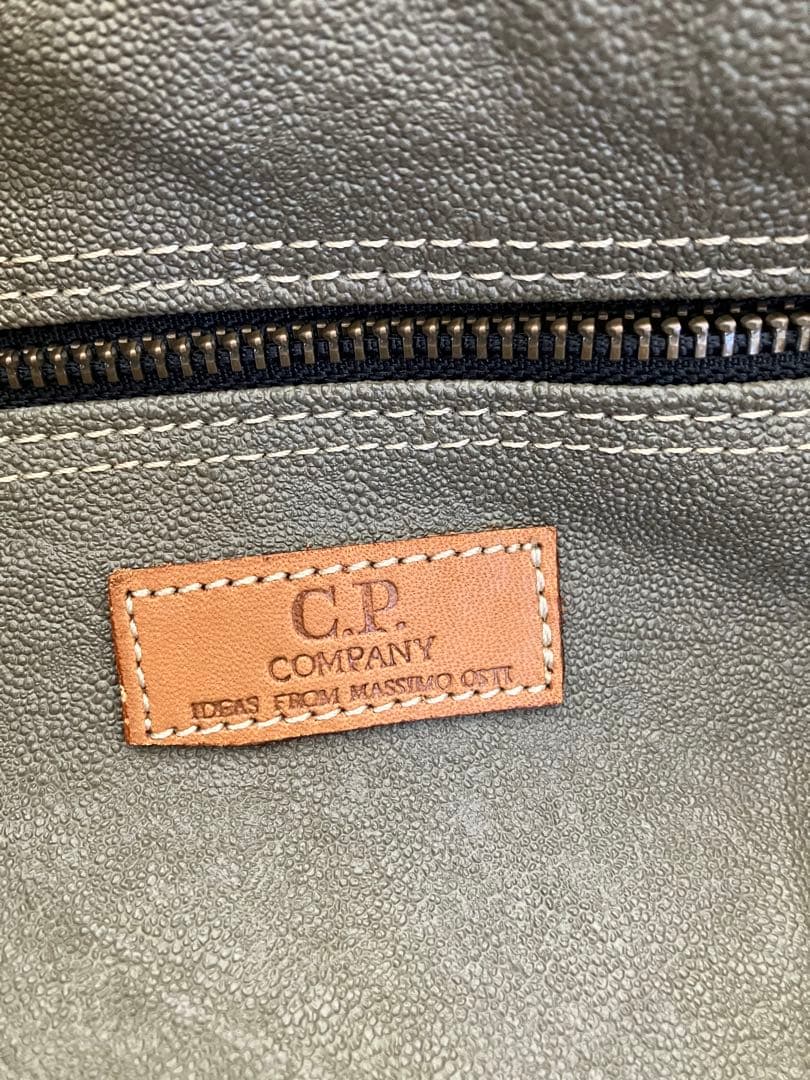 C.P.
COMPANY
IDEAS FROM MASSIMO OSTI